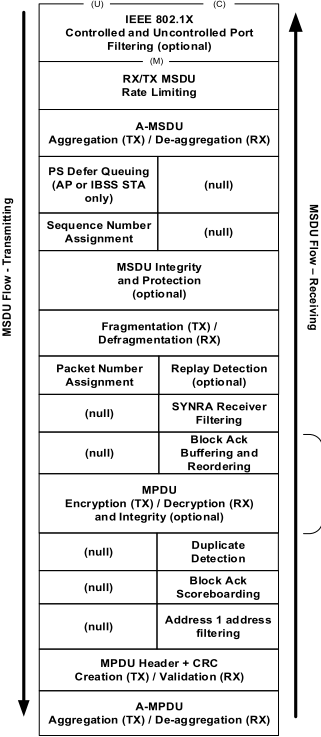 (U) (C)
IEEE 802.1X
Controlled and Uncontrolled Port
Filtering (optional)
(M)
RX/TX MSDU
Rate Limiting
A-MSDU
Aggregation (TX) / De-aggregation (RX)
PS Defer Queuing
(AP or IBSS STA
only)
(null)
Sequence Number
Assignment
(null)
MSDU Integrity
and Protection
(optional)
Fragmentation (TX) /
Defragmentation (RX)
Packet Number
Assignment
Replay Detection
(optional)
(null)
SYNRA Receiver
Filtering
(null)
Block Ack
Buffering and
Reordering
MPDU
Encryption (TX) / Decryption (RX)
and Integrity (optional)
(null)
Duplicate
Detection
(null)
Block Ack
Scoreboarding
(null)
Address 1 address
filtering
MPDU Header + CRC
Creation (TX) / Validation (RX)
A-MPDU
Aggregation (TX) / De-aggregation (RX)
MSDU Flow - Transmitting
MSDU Flow – Receiving